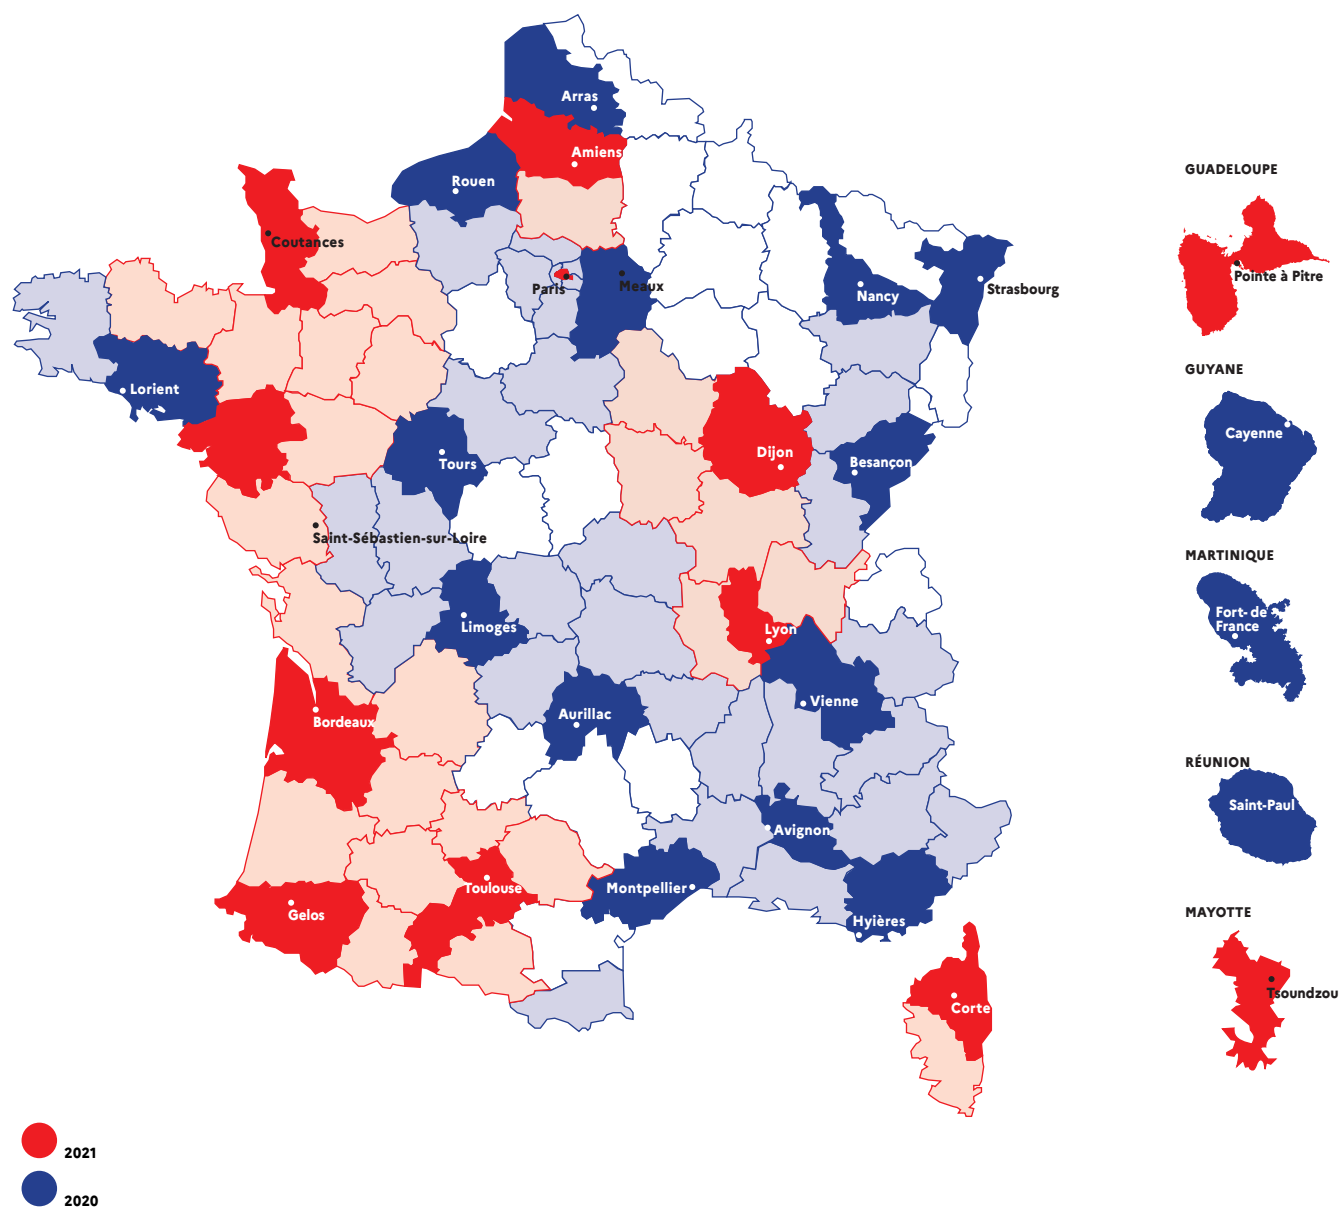 Arras
Amiens
Rouen
GUADELOUPE
Coutances
Pointe à Pitre
Paris
Meaux
Nancy
Strasbourg
GUYANE
Lorient
Cayenne
Dijon
Tours
Besançon
Saint-Sébastien-sur-Loire
MARTINIQUE
Fort- de
France
Limoges
Lyon
Vienne
Aurillac
Bordeaux
RÉUNION
Saint-Paul
Avignon
Toulouse
Montpellier
MAYOTTE
Gelos
Hyières
Tsoundzou
Corte
2021
2020